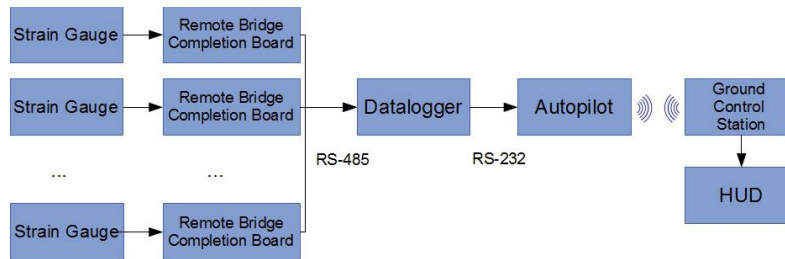 Strain Gauge
Remote Bridge
Completion Board
Strain Gauge
Remote Bridge
Completion Board
Datalogger
Autopilot
Ground
Control
Station
RS-485
RS-232
...
...
HUD
Strain Gauge
Remote Bridge
Completion Board